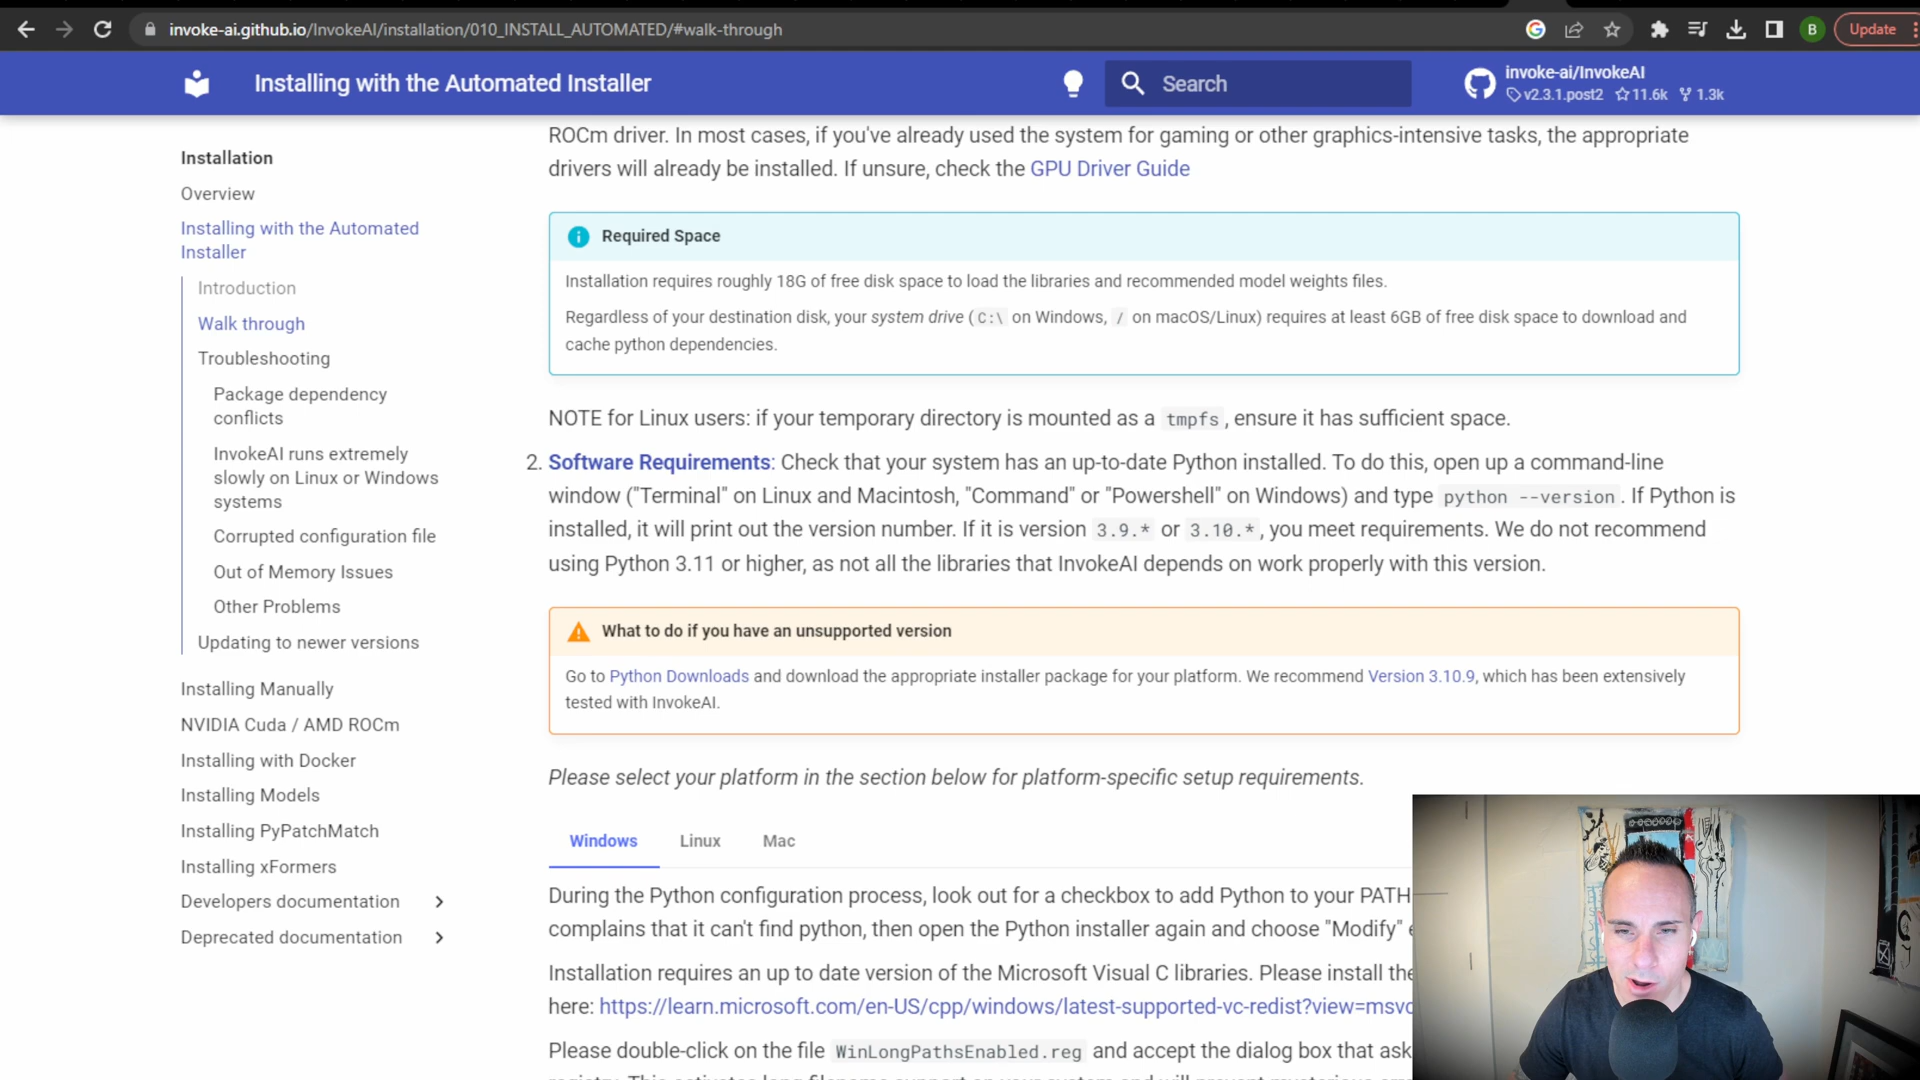 invoke-ai.github.io/InvokeAI/installation/010_INSTALL_AUTOMATED/#walk-through
B
Update
Installing with the Automated Installer
Search
invoke-ai/InvokeAI
v2.3.1.post2 11.6k 1.3k
Installation
Overview
Installing with the Automated
Installer
Introduction
Walk through
Troubleshooting
Package dependency
conflicts
InvokeAI runs extremely
slowly on Linux or Windows
systems
Corrupted configuration file
Out of Memory Issues
Other Problems
Updating to newer versions
Installing Manually
NVIDIA Cuda / AMD ROCm
Installing with Docker
Installing Models
Installing PyPatchMatch
Installing xFormers
Developers documentation
Deprecated documentation
ROCm driver. In most cases, if you've already used the system for gaming or other graphics-intensive tasks, the appropriate
drivers will already be installed. If unsure, check the GPU Driver Guide
Required Space
Installation requires roughly 18G of free disk space to load the libraries and recommended model weights files.
Regardless of your destination disk, your system drive ( C:\ on Windows, / on macOS/Linux) requires at least 6GB of free disk space to download and
cache python dependencies.
NOTE for Linux users: if your temporary directory is mounted as a tmpfs , ensure it has sufficient space.
2. Software Requirements: Check that your system has an up-to-date Python installed. To do this, open up a command-line
window ("Terminal" on Linux and Macintosh, "Command" or "Powershell" on Windows) and type python --version . If Python is
installed, it will print out the version number. If it is version 3.9.* or 3.10.* , you meet requirements. We do not recommend
using Python 3.11 or higher, as not all the libraries that InvokeAI depends on work properly with this version.
What to do if you have an unsupported version
Go to Python Downloads and download the appropriate installer package for your platform. We recommend Version 3.10.9, which has been extensively
tested with InvokeAI.
Please select your platform in the section below for platform-specific setup requirements.
Windows Linux Mac
During the Python configuration process, look out for a checkbox to add Python to your PATH
complains that it can't find python, then open the Python installer again and choose "Modify"
Installation requires an up to date version of the Microsoft Visual C libraries. Please install the
here: https://learn.microsoft.com/en-US/cpp/windows/latest-supported-vc-redist?view=msvc
Please double-click on the file WinLongPathsEnabled.reg and accept the dialog box that ask